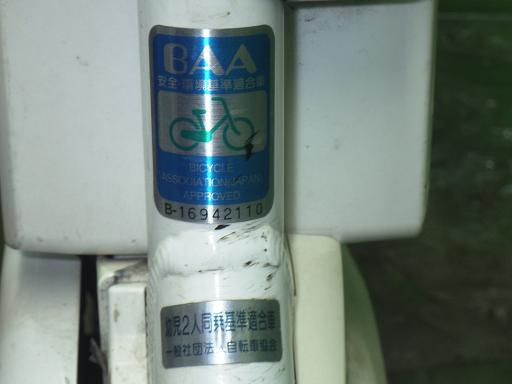 BAA
安全・環境基準適合車
BICYCLE
ASSOCIATION(JAPAN)
APPROVED
B-16942110
幼児2人同乗基準適合車
一般社団法人自転車協会